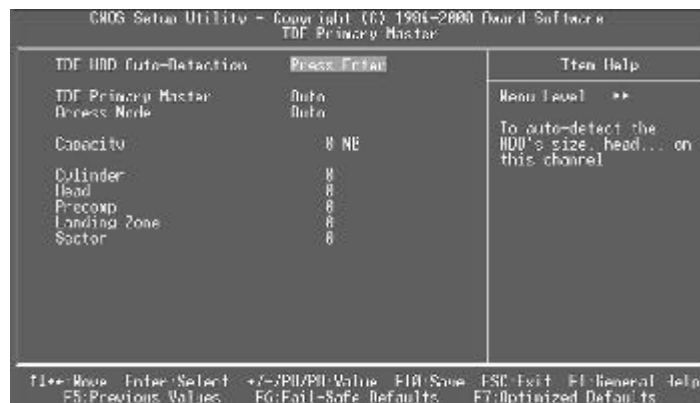 CMOS Setup Utility - Copyright (C) 1984-2000 Award Software
IDE Primary Master
IDE HDD Auto-Detection Press Enter
Item Help
IDE Primary Master Auto
Access Mode Auto
Menu Level ▸▸
Capacity 0 MB
To auto-detect the
HDD's size, head... on
this channel
Cylinder 0
Head 0
Precomp 0
Landing Zone 0
Sector 0
↑↓→←:Move Enter:Select +/-/PU/PD:Value F10:Save ESC:Exit F1:General Help
F5:Previous Values F6:Fail-Safe Defaults F7:Optimized Defaults